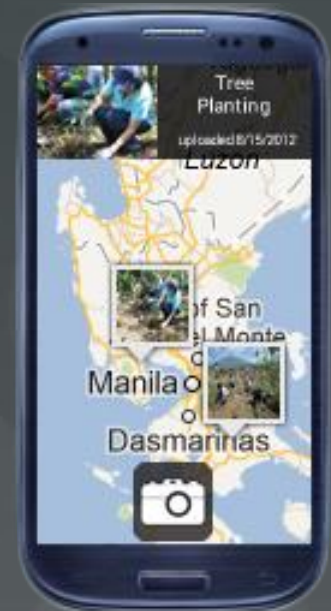 Tree
Planting
uploaded 8/15/2012
Luzon
of San
el Monte
Manila
Dasmarinas